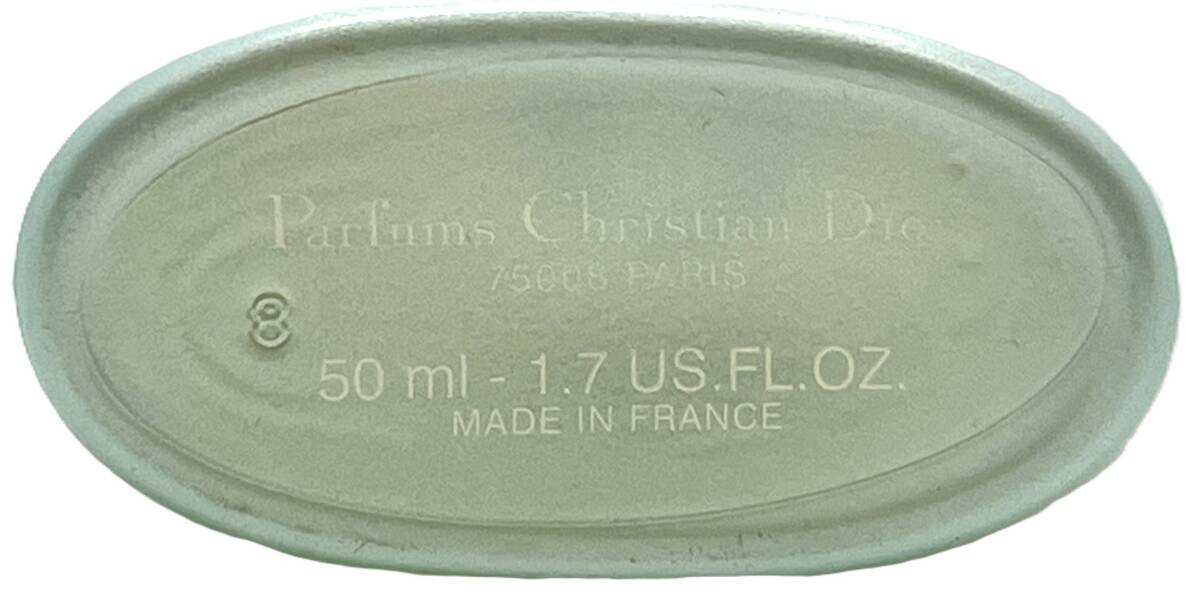 Parfums Christian Dior
75008 PARIS
8
50 ml - 1.7 US.FL.OZ.
MADE IN FRANCE